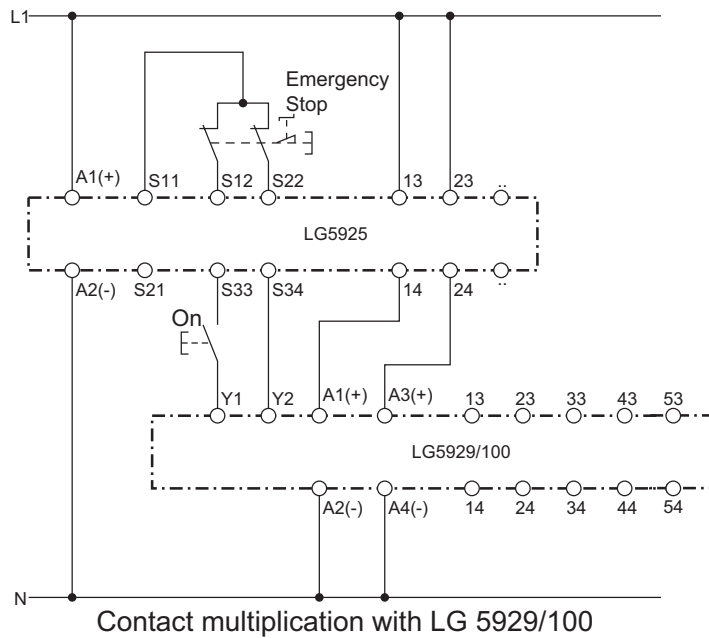 L1
Emergency
Stop
A1(+) S11 S12 S22 13 23 ..
LG5925
A2(-) S21 S33 S34 14 24 ..
On
Y1 Y2 A1(+) A3(+) 13 23 33 43 53
LG5929/100
A2(-) A4(-) 14 24 34 44 54
N
Contact multiplication with LG 5929/100